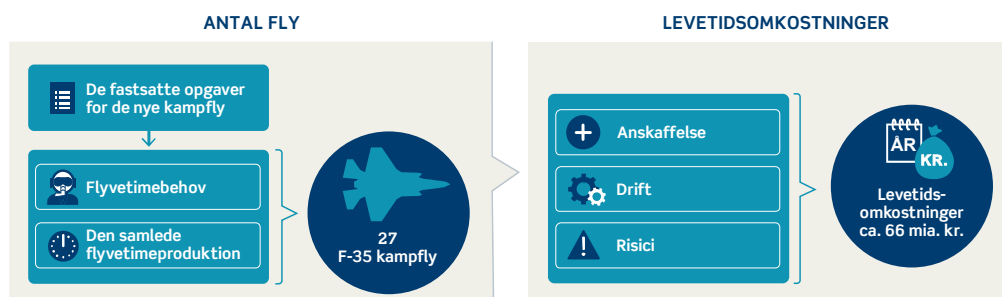 ANTAL FLY
De fastsatte opgaver
for de nye kampfly
Flyvetimebehov
Den samlede
flyvetimeproduktion
27
F-35 kampfly
LEVETIDSOMKOSTNINGER
Anskaffelse
Drift
Risici
ÅR
KR.
Levetids-
omkostninger
ca. 66 mia. kr.